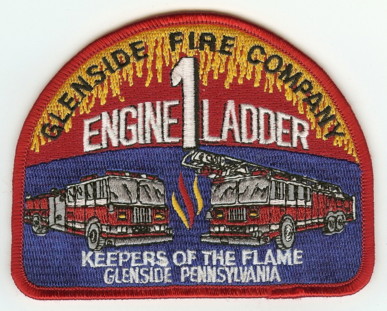 GLENSIDE FIRE COMPANY
ENGINE 1 LADDER
KEEPERS OF THE FLAME
GLENSIDE PENNSYLVANIA